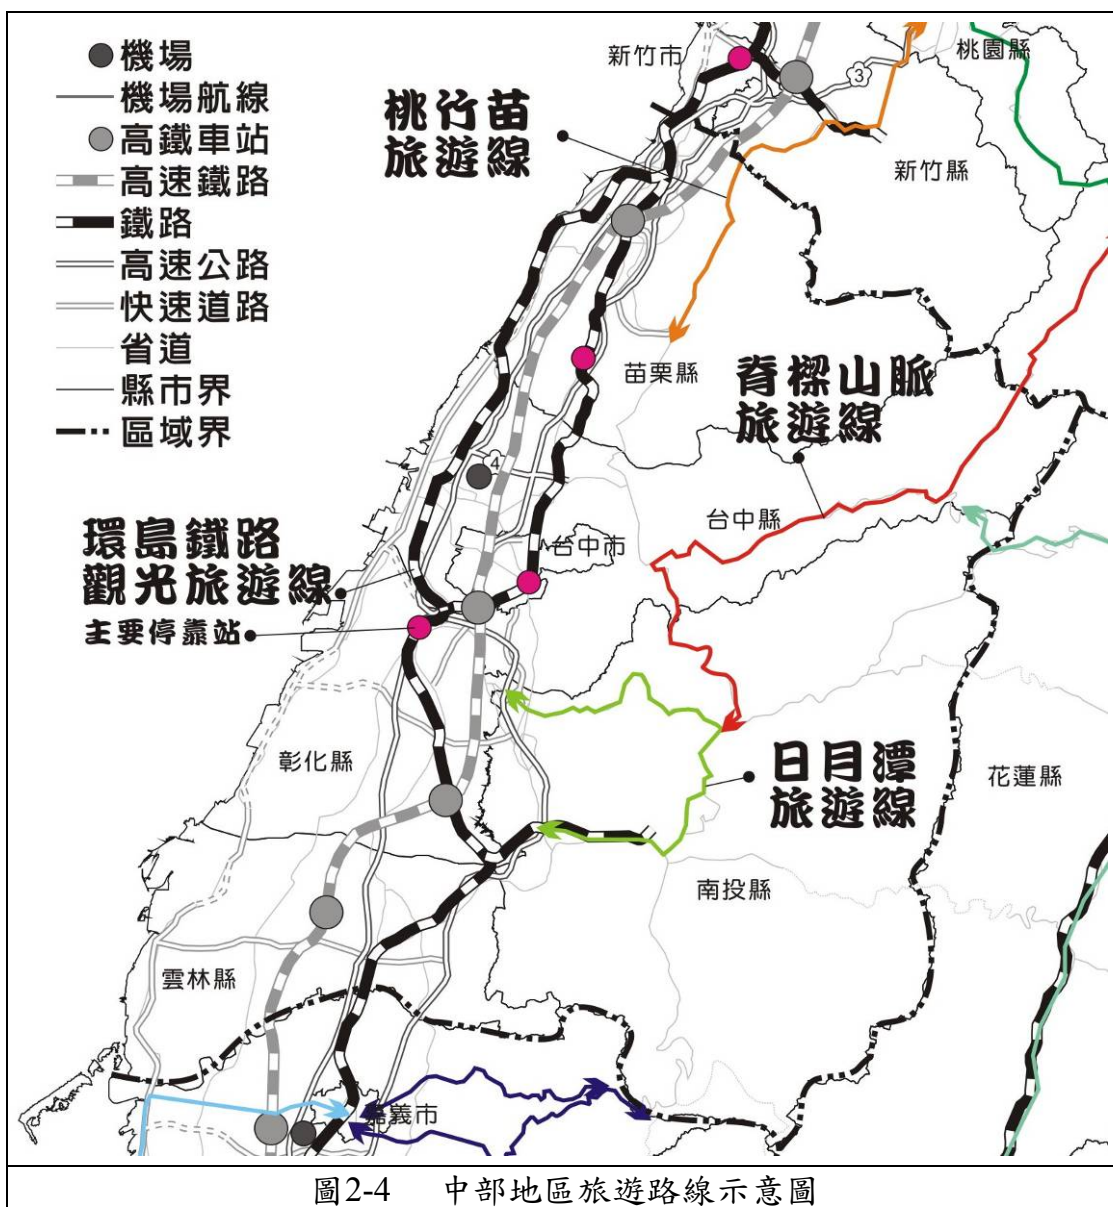 機場
機場航線
高鐵車站
高速鐵路
鐵路
高速公路
快速道路
省道
縣市界
區域界
新竹市
桃園縣
3
桃竹苗
旅遊線
新竹縣
苗栗縣
脊樑山脈
旅遊線
4
台中縣
環島鐵路
觀光旅遊線
主要停靠站
台中市
彰化縣
日月潭
旅遊線
花蓮縣
南投縣
雲林縣
嘉義市
圖2-4 中部地區旅遊路線示意圖